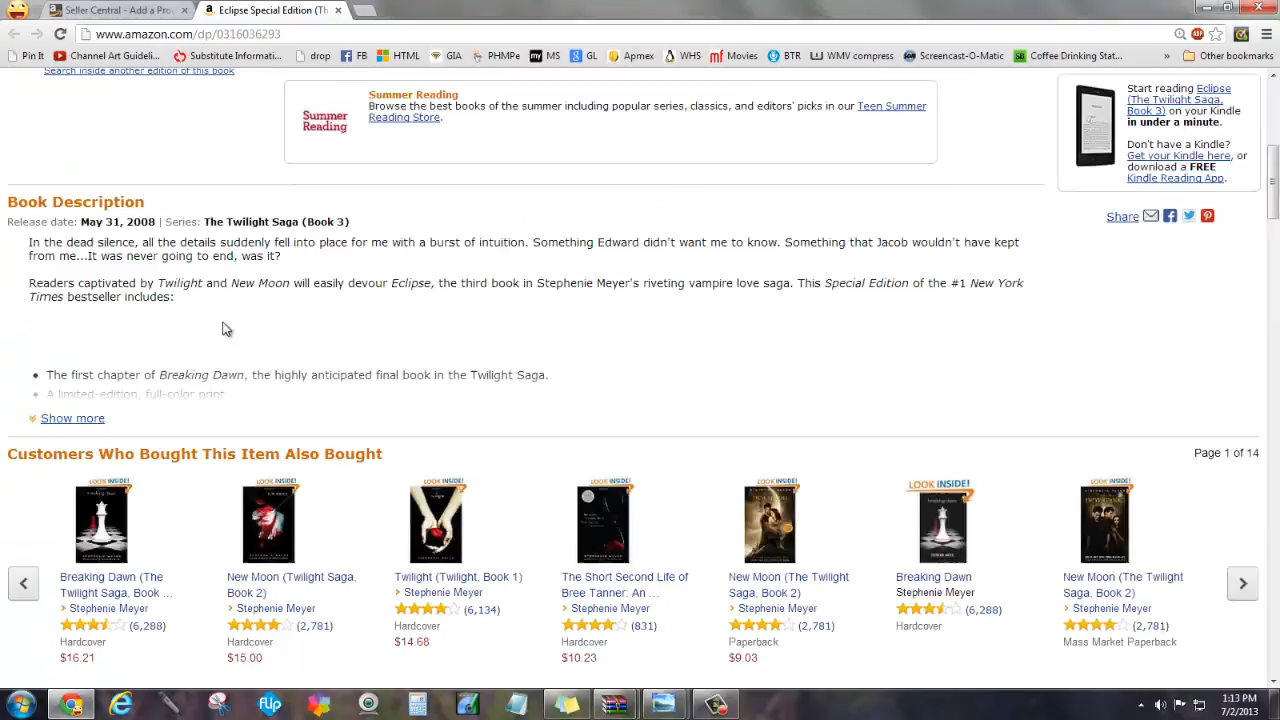 Seller Central - Add a Pro
Eclipse Special Edition (Th
www.amazon.com/dp/0316036293
Pin It
Channel Art Guideli...
Substitute Informati...
drop
FB
HTML
GIA
PHMPe
MS
GL
Apmex
WHS
Movies
BTR
WMV compress
Screencast-O-Matic
Coffee Drinking Stat...
»
Other bookmarks
Search inside another edition of this book
Summer Reading
Summer Reading
Browse the best books of the summer including popular series, classics, and editors' picks in our Teen Summer
Reading Store.
Start reading Eclipse
(The Twilight Saga,
Book 3) on your Kindle
in under a minute.
Don't have a Kindle?
Get your Kindle here, or
download a FREE
Kindle Reading App.
Share
Book Description
Release date: May 31, 2008 | Series: The Twilight Saga (Book 3)
In the dead silence, all the details suddenly fell into place for me with a burst of intuition. Something Edward didn't want me to know. Something that Jacob wouldn't have kept
from me...It was never going to end, was it?
Readers captivated by Twilight and New Moon will easily devour Eclipse, the third book in Stephenie Meyer's riveting vampire love saga. This Special Edition of the #1 New York
Times bestseller includes:
• The first chapter of Breaking Dawn, the highly anticipated final book in the Twilight Saga.
• A limited-edition, full-color print
Show more
Customers Who Bought This Item Also Bought
Page 1 of 14
LOOK INSIDE!
Breaking Dawn (The
Twilight Saga, Book ...
Stephenie Meyer
(6,288)
Hardcover
$16.21
LOOK INSIDE!
New Moon (Twilight Saga,
Book 2)
Stephenie Meyer
(2,781)
Hardcover
$15.00
LOOK INSIDE!
Twilight (Twilight, Book 1)
Stephenie Meyer
(6,134)
Hardcover
$14.68
LOOK INSIDE!
The Short Second Life of
Bree Tanner: An ...
Stephenie Meyer
(831)
Hardcover
$10.23
LOOK INSIDE!
New Moon (The Twilight
Saga, Book 2)
Stephenie Meyer
(2,781)
Paperback
$9.03
LOOK INSIDE!
Breaking Dawn
Stephenie Meyer
(6,288)
Hardcover
LOOK INSIDE!
New Moon (The Twilight
Saga, Book 2)
Stephenie Meyer
(2,781)
Mass Market Paperback
flip
1:13 PM
7/2/2013